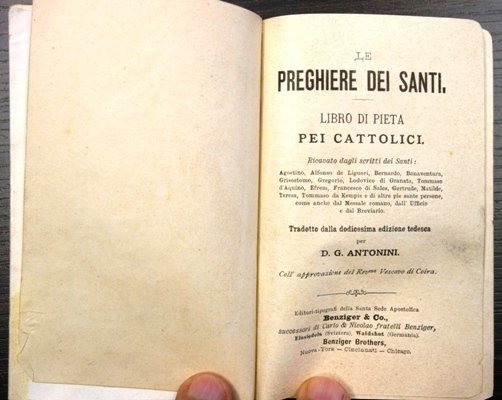 LE
PREGHIERE DEI SANTI.
LIBRO DI PIETA
PEI CATTOLICI.
Ricavato dagli scritti dei Santi:
Agostino, Alfonso de Liguori, Bernardo, Bonaventura,
Grisostomo, Gregorio, Lodovico di Granata, Tommaso
d'Aquino, Efrem, Francesco di Sales, Gertrude, Matilde,
Teresa, Tommaso da Kempis e di altre pie sante persone,
come anche dal Messale romano, dall' Uffizio
e dal Breviario.
Tradotto dalla dodicesima edizione tedesca
per
D. G. ANTONINI.
Coll' approvazione del Revmo Vescovo di Coira.
Editori-tipografi della Santa Sede Apostolica
Benziger & Co.,
successori di Carlo & Nicolao fratelli Benziger,
Einsiedeln (Svizzera), Waldshut (Germania).
Benziger Brothers,
Nuova-York — Cincinnati — Chicago.